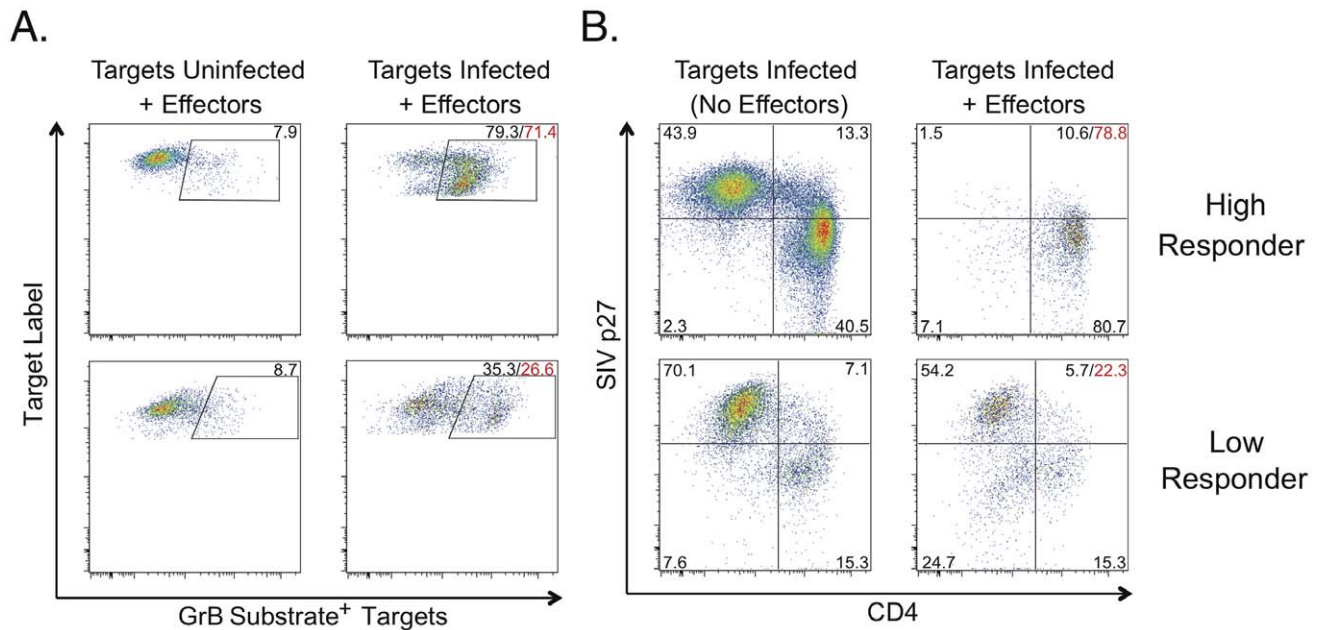 A.
B.
Targets Uninfected
+ Effectors
Targets Infected
+ Effectors
Targets Infected
(No Effectors)
Targets Infected
+ Effectors
7.9
79.3/71.4
43.9
13.3
2.3
40.5
1.5
10.6/78.8
7.1
80.7
High
Responder
8.7
35.3/26.6
70.1
7.1
7.6
15.3
54.2
5.7/22.3
24.7
15.3
Low
Responder
Target Label
GrB Substrate+ Targets
SIV p27
CD4